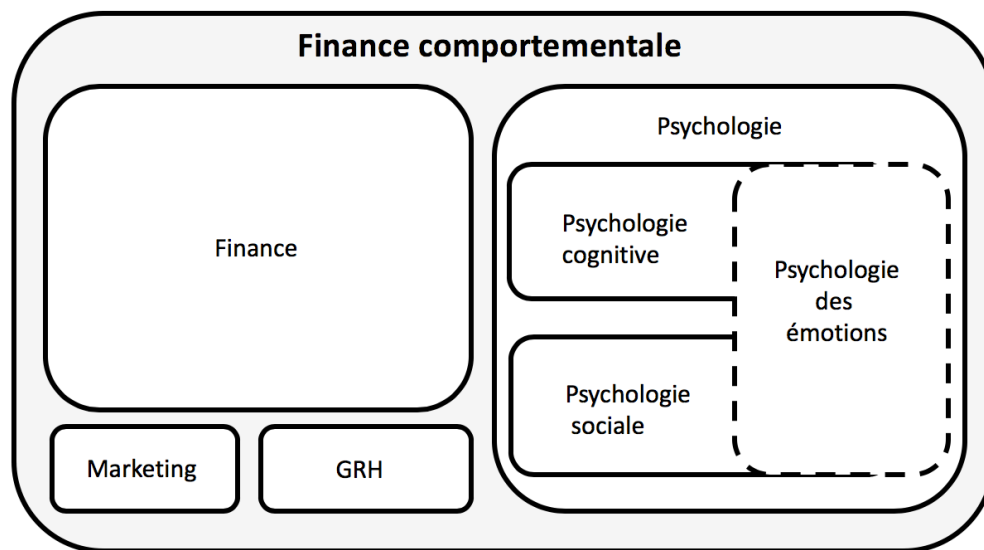 Finance comportementale
Finance
Marketing
GRH
Psychologie
Psychologie
cognitive
Psychologie
sociale
Psychologie
des
émotions